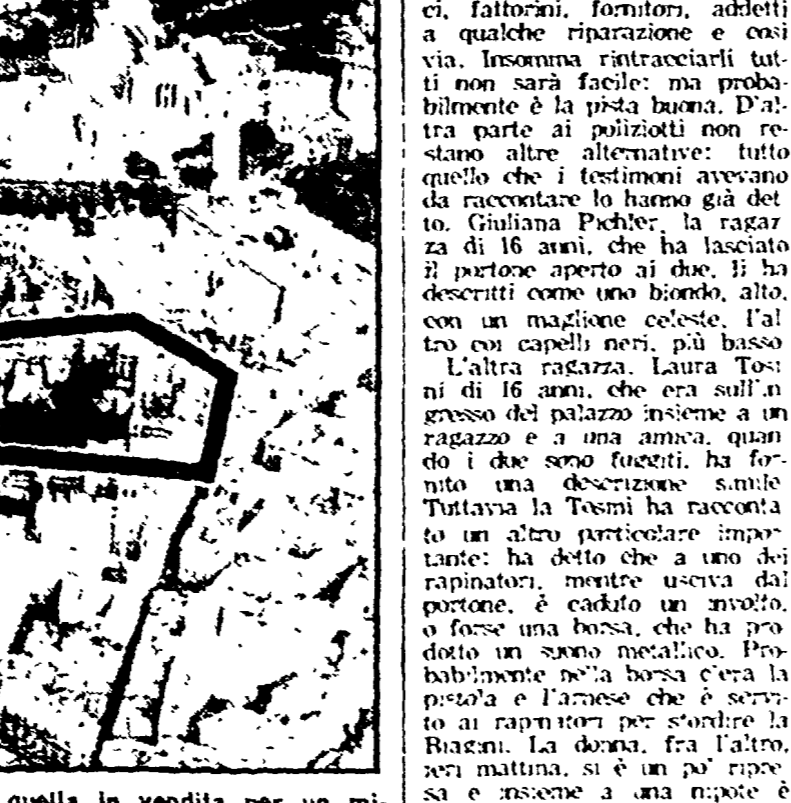 ci, fattorini, fornitori, addetti
a qualche riparazione e così
via. Insomma rintracciarli tut-
ti non sarà facile: ma proba-
bilmente è la pista buona. D'al-
tra parte ai poliziotti non re-
stano altre alternative: tutto
quello che i testimoni avevano
da raccontare lo hanno già det
to. Giuliana Pichler, la ragaz
za di 16 anni, che ha lasciato
il portone aperto ai due, li ha
descritti come uno biondo, alto,
con un maglione celeste, l'al
tro coi capelli neri, più basso
L'altra ragazza, Laura Tosi
ni di 16 anni, che era sull'in
gresso del palazzo insieme a un
ragazzo e a una amica, quan
do i due sono fuggiti, ha for-
nito una descrizione simile
Tuttavia la Tosini ha racconta
to un altro particolare impor-
tante: ha detto che a uno dei
rapinatori, mentre usciva dal
portone, è caduto un involto,
o forse una borsa, che ha pro
dotto un suono metallico. Pro-
babilmente nella borsa c'era la
pistola e l'arnese che è servi-
to ai rapinatori per stordire la
Biagini. La donna, fra l'altro,
ieri mattina, si è un po' ripre-
sa e insieme a una nipote è
quella in vendita per un mi-